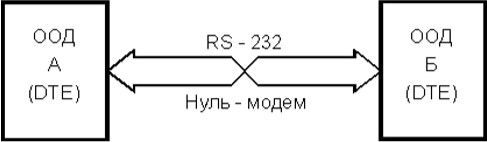 ООД
А
(DTE)
RS - 232
Нуль - модем
ООД
Б
(DTE)